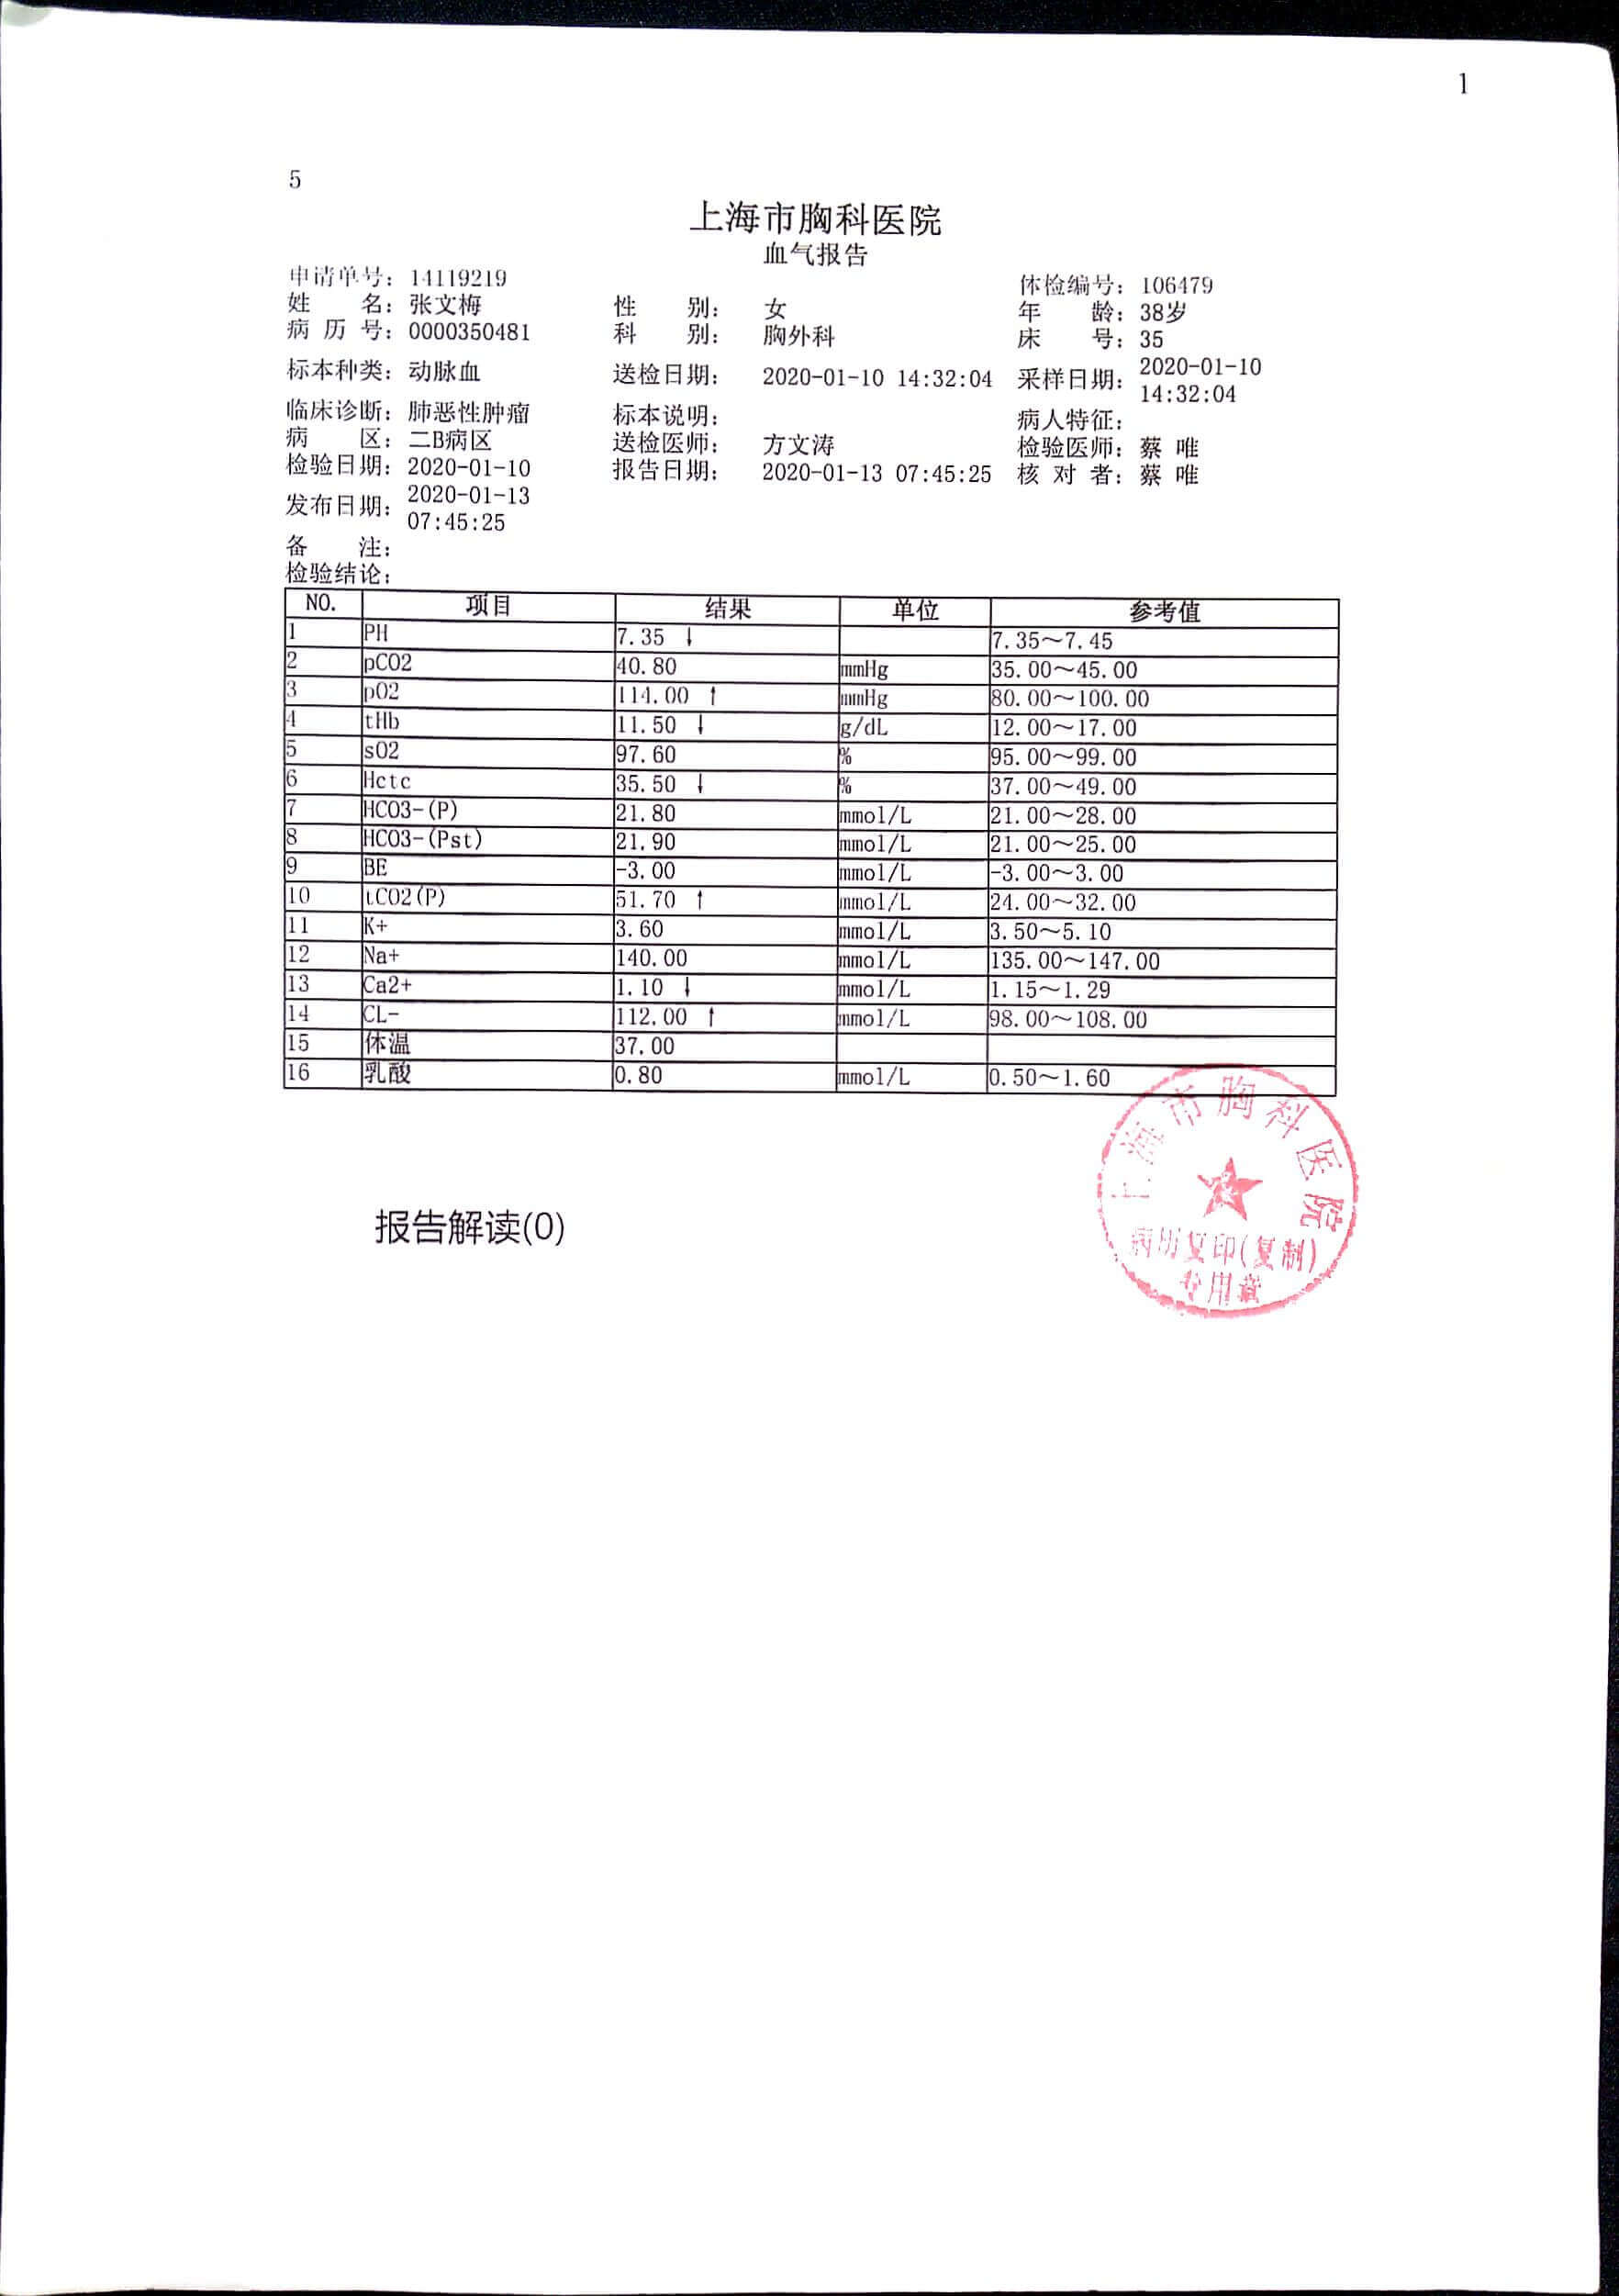 1
5
上海市胸科医院
血气报告
申请单号: 14119219 体检编号: 106479
姓 名: 张文梅 性 别: 女 年 龄: 38岁
病 历 号: 0000350481 科 别: 胸外科 床 号: 35
标本种类: 动脉血 送检日期: 2020-01-10 14:32:04 采样日期: 2020-01-10 14:32:04
临床诊断: 肺恶性肿瘤 标本说明: 病人特征:
病 区: 二B病区 送检医师: 方文涛 检验医师: 蔡 唯
检验日期: 2020-01-10 报告日期: 2020-01-13 07:45:25 核 对 者: 蔡 唯
发布日期: 2020-01-13 07:45:25
备 注:
检验结论:
NO. 项目 结果 单位 参考值
1 PH 7.35 ↓ 7.35～7.45
2 pCO2 40.80 mmHg 35.00～45.00
3 pO2 114.00 ↑ mmHg 80.00～100.00
4 tHb 11.50 ↓ g/dL 12.00～17.00
5 sO2 97.60 % 95.00～99.00
6 Hctc 35.50 ↓ % 37.00～49.00
7 HCO3-(P) 21.80 mmol/L 21.00～28.00
8 HCO3-(Pst) 21.90 mmol/L 21.00～25.00
9 BE -3.00 mmol/L -3.00～3.00
10 tCO2(P) 51.70 ↑ mmol/L 24.00～32.00
11 K+ 3.60 mmol/L 3.50～5.10
12 Na+ 140.00 mmol/L 135.00～147.00
13 Ca2+ 1.10 ↓ mmol/L 1.15～1.29
14 CL- 112.00 ↑ mmol/L 98.00～108.00
15 体温 37.00
16 乳酸 0.80 mmol/L 0.50～1.60
上海市胸科医院
病历复印(复制)
专用章
报告解读(0)